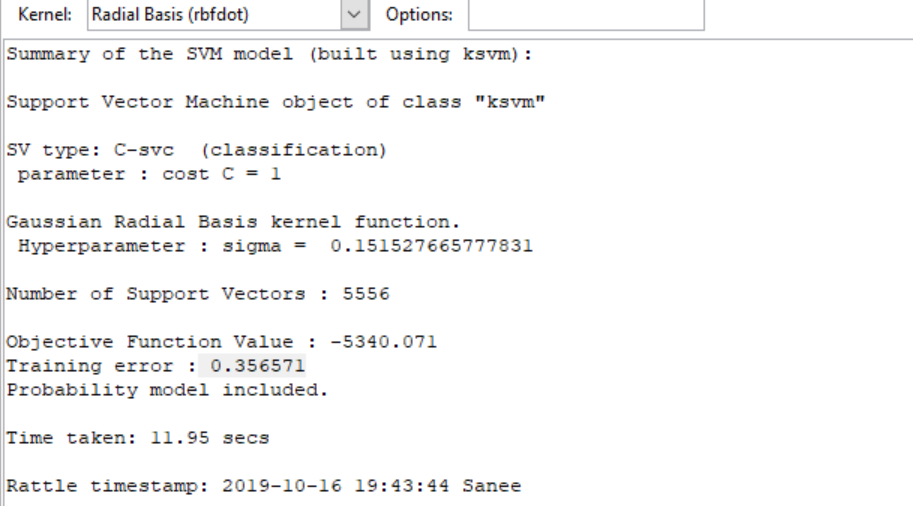 Kernel: Radial Basis (rbfdot) Options:
Summary of the SVM model (built using ksvm):
Support Vector Machine object of class "ksvm"
SV type: C-svc  (classification)
 parameter : cost C = 1
Gaussian Radial Basis kernel function.
 Hyperparameter : sigma =  0.151527665777831
Number of Support Vectors : 5556
Objective Function Value : -5340.071
Training error : 0.356571
Probability model included.
Time taken: 11.95 secs
Rattle timestamp: 2019-10-16 19:43:44 Sanee